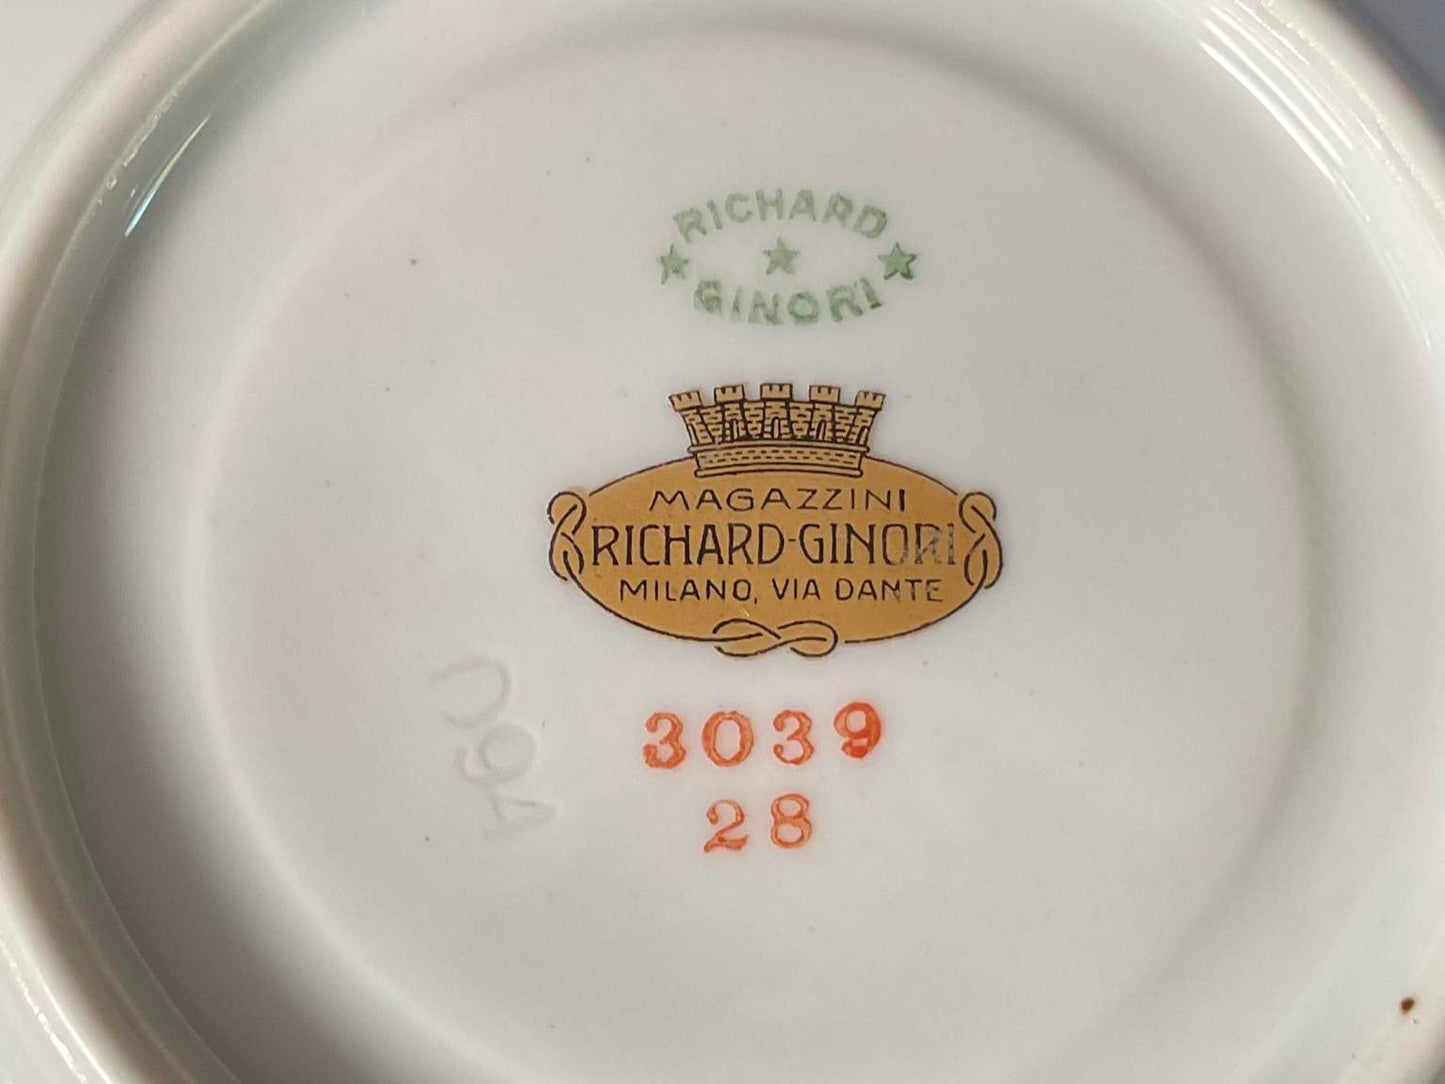 RICHARD
GINORI
MAGAZZINI
RICHARD-GINORI
MILANO, VIA DANTE
3039
28